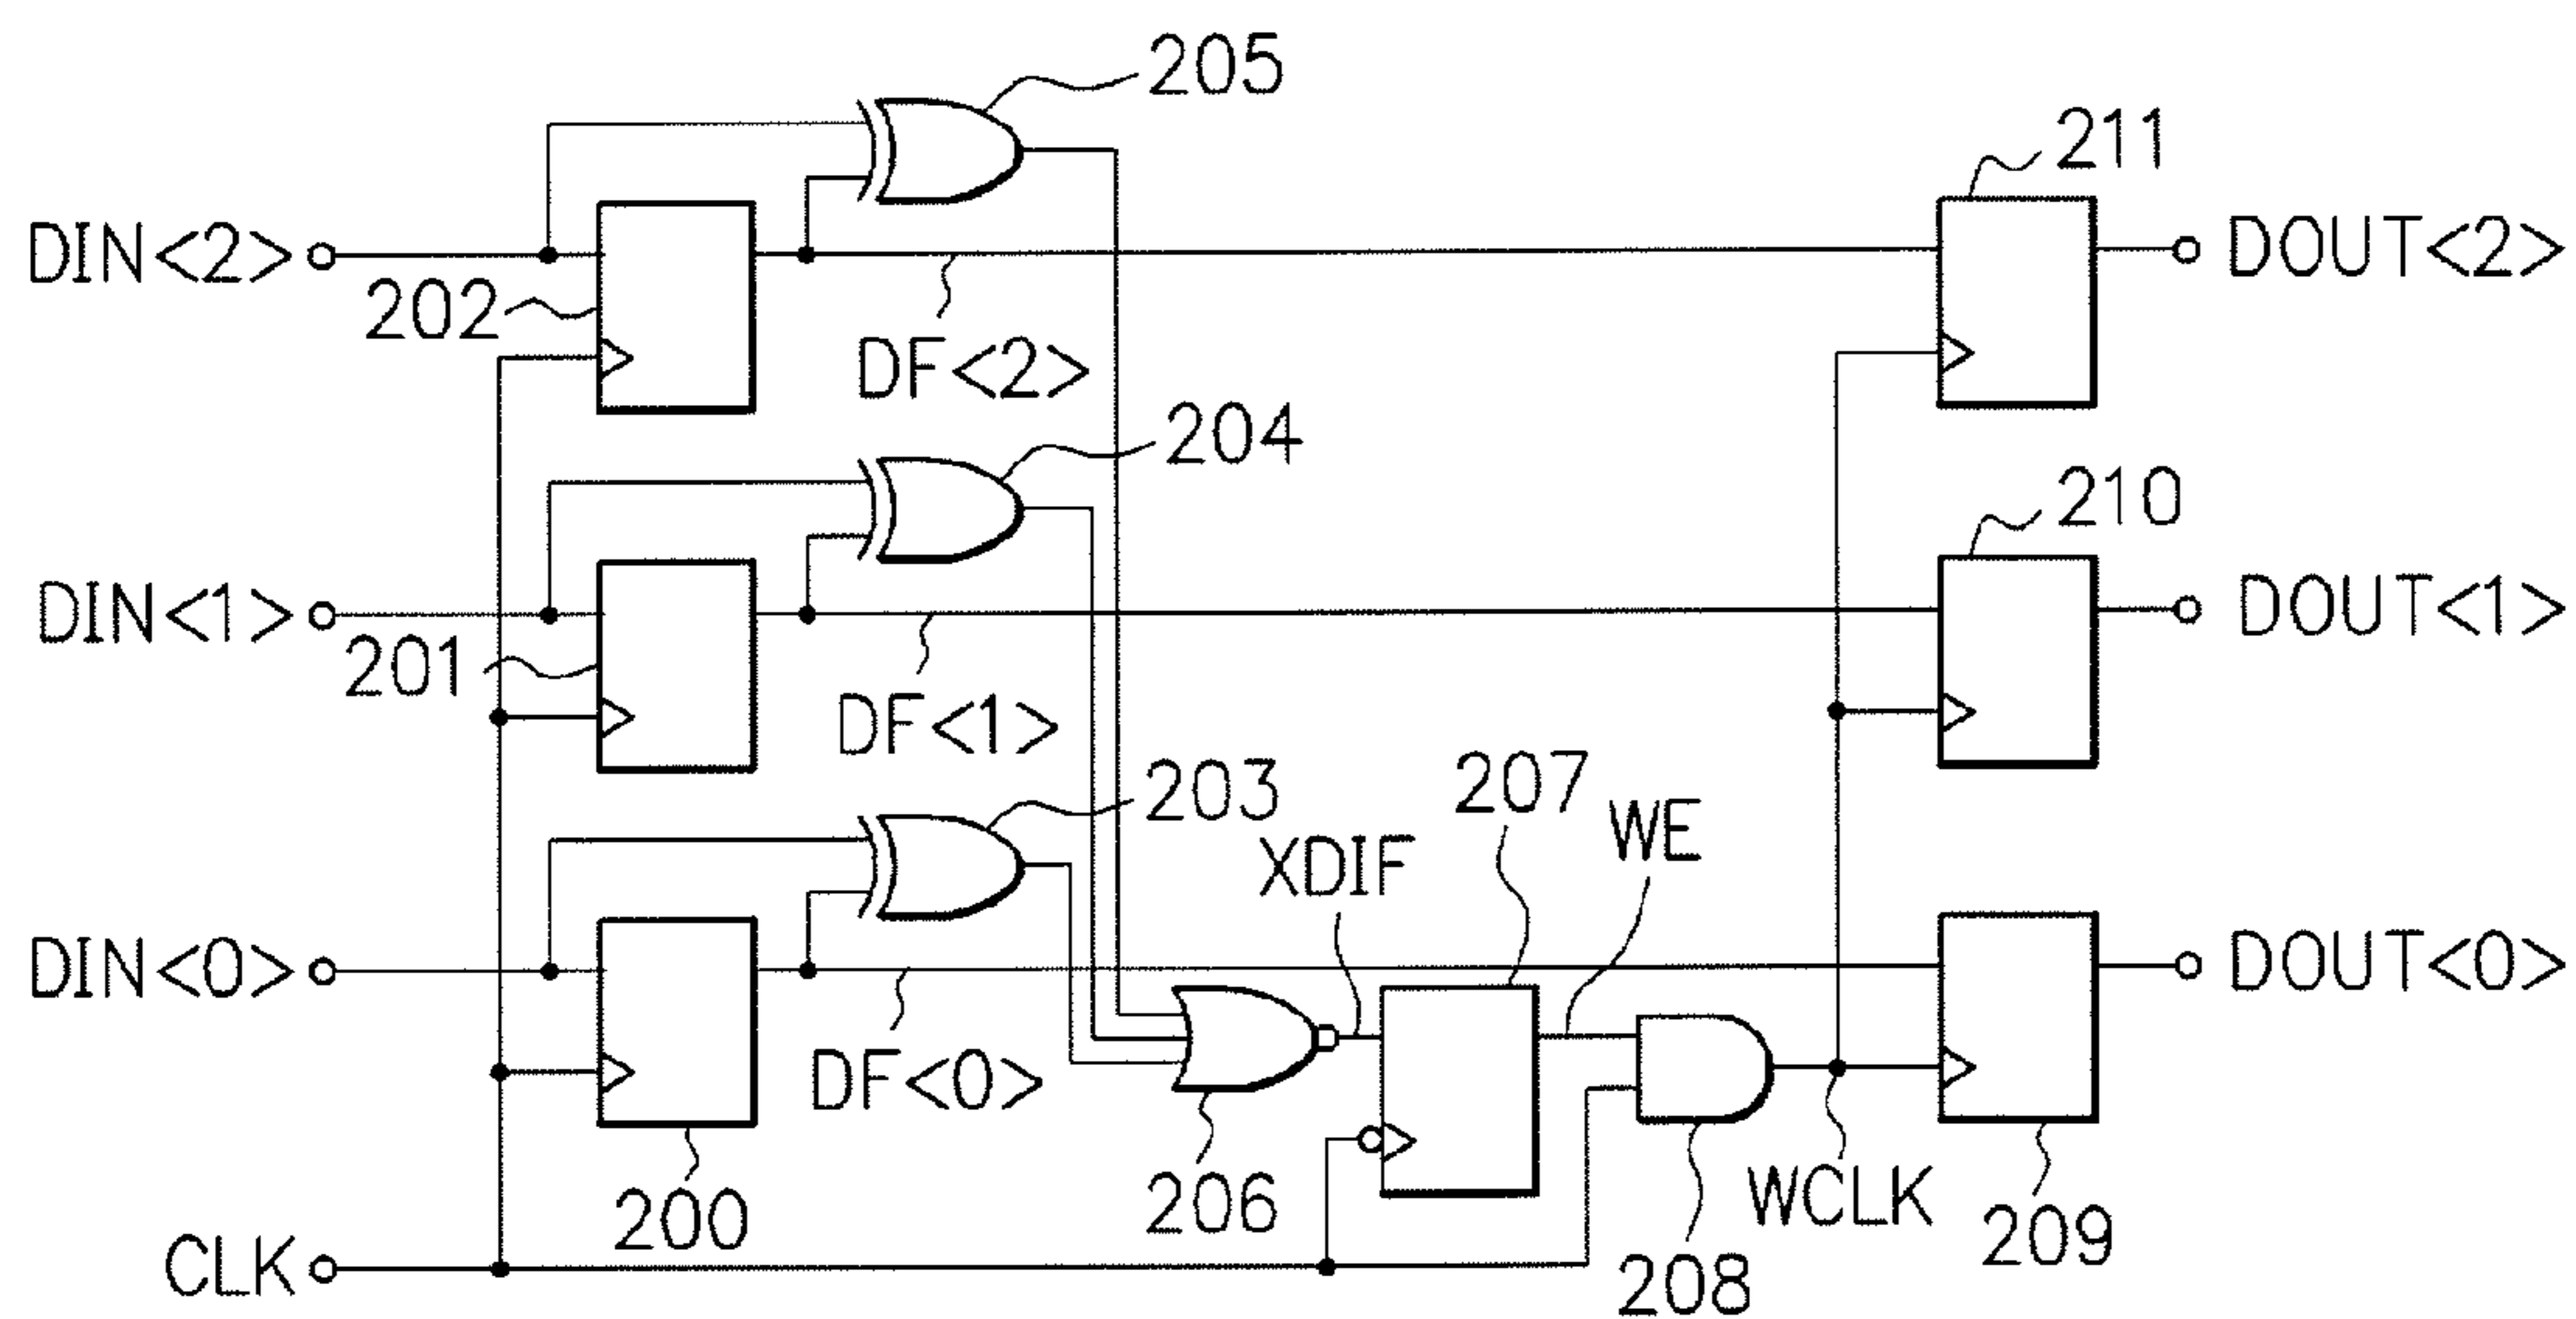 205
211
DIN<2>
DOUT<2>
202
DF<2>
204
210
DIN<1>
DOUT<1>
201
DF<1>
203
207
WE
XDIF
DIN<0>
DOUT<0>
DF<0>
200
206
WCLK
209
CLK
208